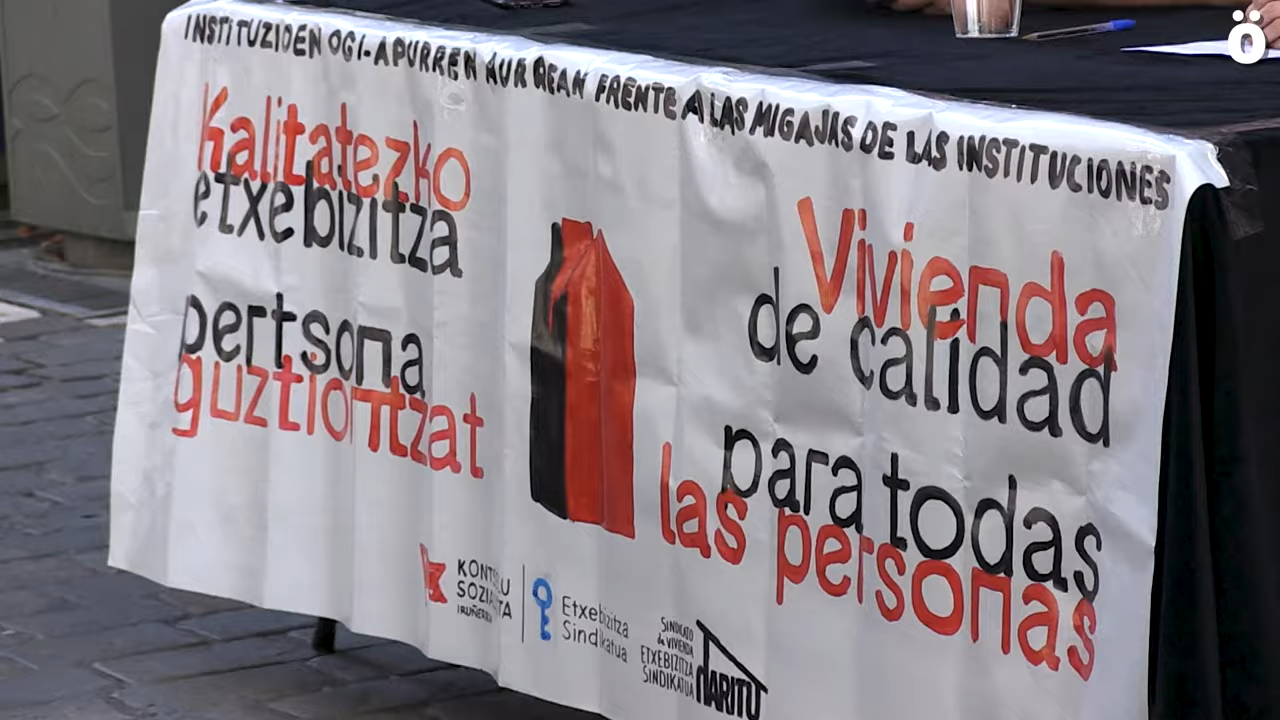 INSTITUZIOEN OGI-APURREN AURREAN FRENTE A LAS MIGAJAS DE LAS INSTITUCIONES
Kalitatezko
etxebizitza
pertsona
guztiontzat
Vivienda
de calidad
para todas
las personas
KONTSEILU
SOZIALISTA
IRUÑERRIA
Etxebizitza
Sindikatua
SINDICATO
de VIVIENDA
ETXEBIZITZA
SINDIKATUA
HARITU
Ö